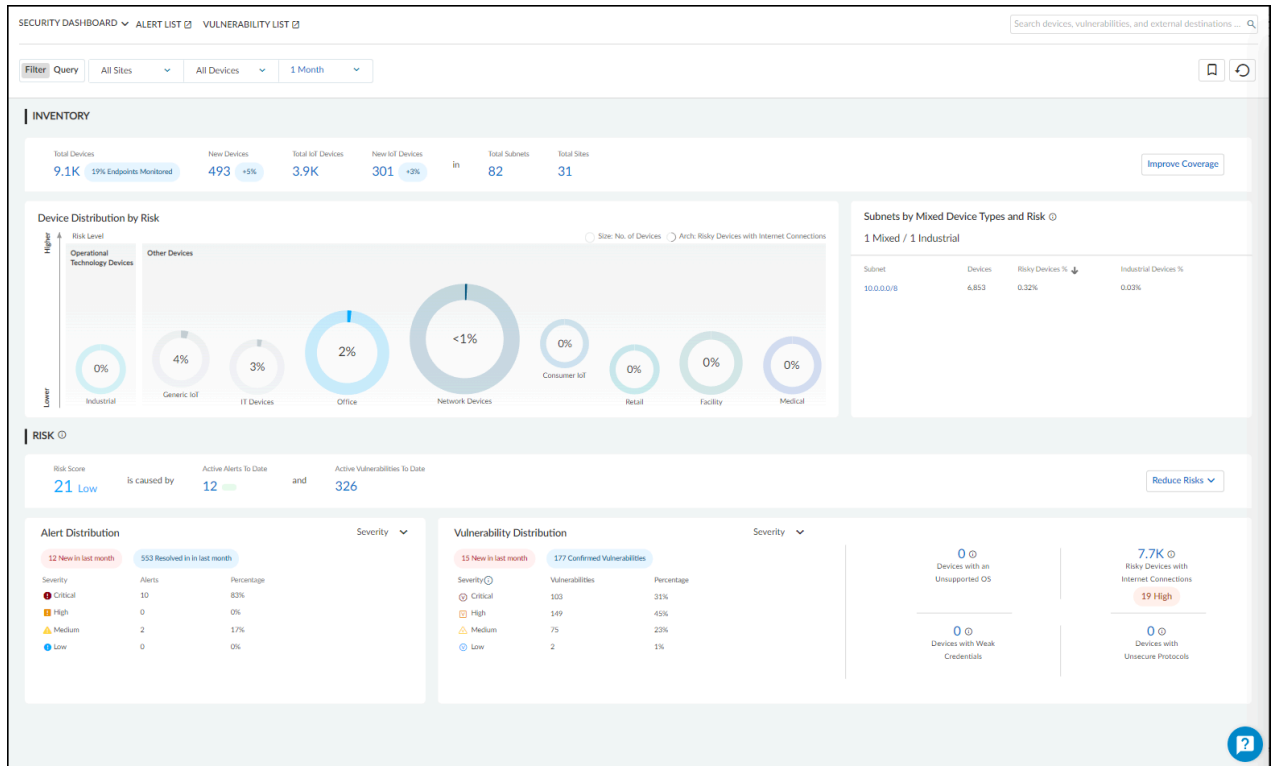 SECURITY DASHBOARD ALERT LIST VULNERABILITY LIST
Search devices, vulnerabilities, and external destinations ...
Filter Query All Sites All Devices 1 Month
INVENTORY
Total Devices New Devices Total IoT Devices New IoT Devices Total Subnets Total Sites
9.1K 19% Endpoints Monitored 493 +5% 3.9K 301 +3% in 82 31
Improve Coverage
Device Distribution by Risk
Higher
Risk Level
Size: No. of Devices Arch: Risky Devices with Internet Connections
Operational
Technology Devices
Other Devices
0%
Industrial
4%
Generic IoT
3%
IT Devices
2%
Office
<1%
Network Devices
0%
Consumer IoT
0%
Retail
0%
Facility
0%
Medical
Lower
Subnets by Mixed Device Types and Risk
1 Mixed / 1 Industrial
Subnet Devices Risky Devices % Industrial Devices %
10.0.0.0/8 6,853 0.32% 0.03%
RISK
Risk Score Active Alerts To Date Active Vulnerabilities To Date
21 Low is caused by 12 and 326
Reduce Risks
Alert Distribution Severity
12 New in last month 553 Resolved in in last month
Severity Alerts Percentage
Critical 10 83%
High 0 0%
Medium 2 17%
Low 0 0%
Vulnerability Distribution Severity
15 New in last month 177 Confirmed Vulnerabilities
Severity Vulnerabilities Percentage
Critical 103 31%
High 149 45%
Medium 75 23%
Low 2 1%
0
Devices with an
Unsupported OS
7.7K
Risky Devices with
Internet Connections
19 High
0
Devices with Weak
Credentials
0
Devices with
Unsecure Protocols